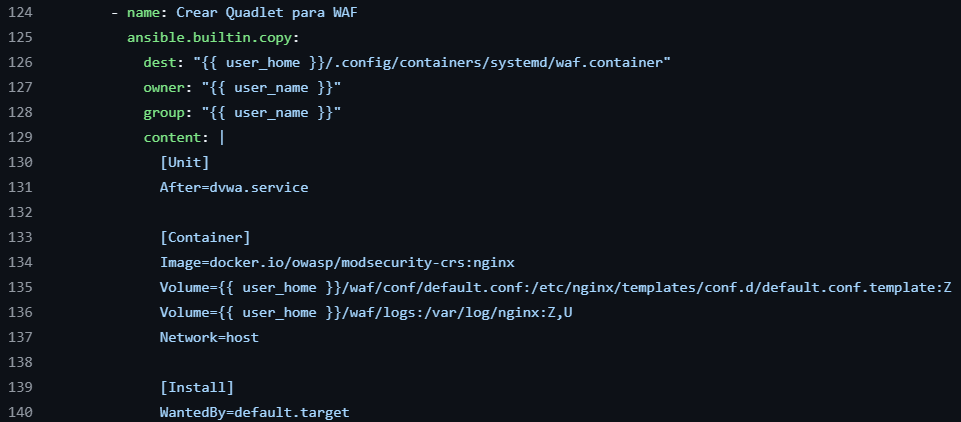 124 - name: Crear Quadlet para WAF
125 ansible.builtin.copy:
126 dest: "{{ user_home }}/.config/containers/systemd/waf.container"
127 owner: "{{ user_name }}"
128 group: "{{ user_name }}"
129 content: |
130 [Unit]
131 After=dvwa.service
132
133 [Container]
134 Image=docker.io/owasp/modsecurity-crs:nginx
135 Volume={{ user_home }}/waf/conf/default.conf:/etc/nginx/templates/conf.d/default.conf.template:Z
136 Volume={{ user_home }}/waf/logs:/var/log/nginx:Z,U
137 Network=host
138
139 [Install]
140 WantedBy=default.target